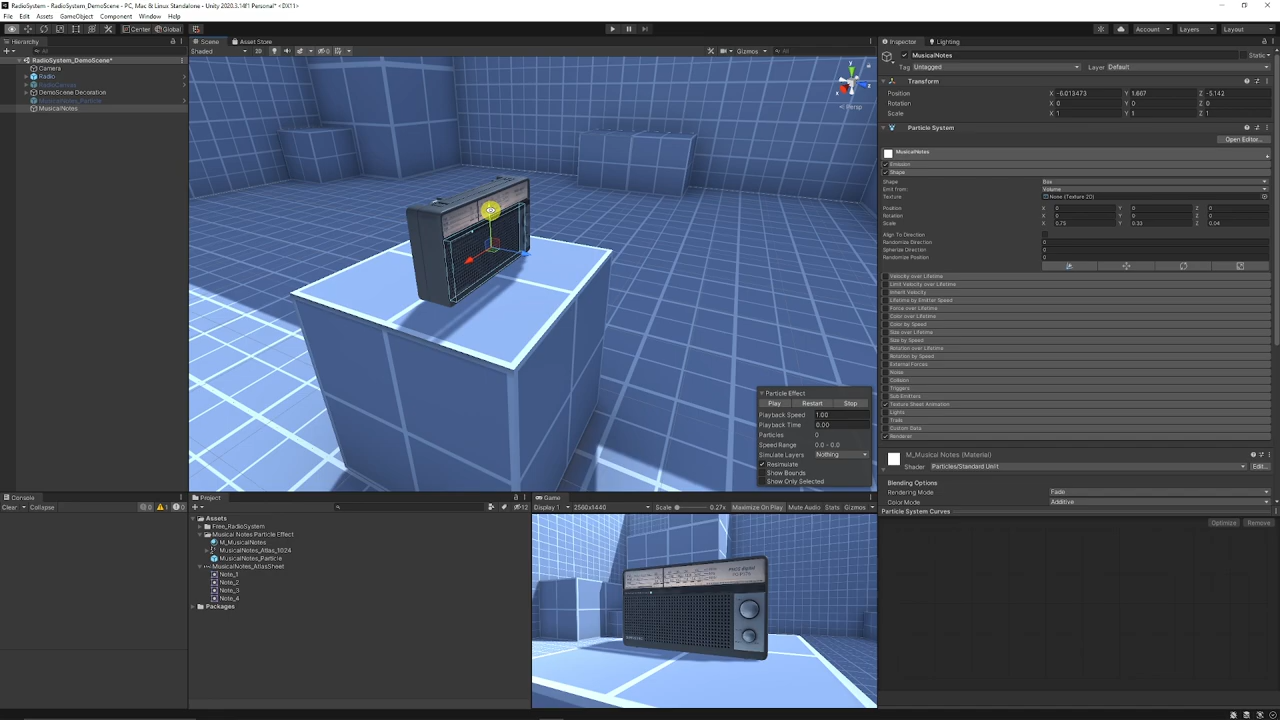 RadioSystem - RadioSystem_DemoScene - PC, Mac & Linux Standalone - Unity 2020.3.14f1 Personal* <DX11>
File Edit Assets GameObject Component Window Help
Center Global Account Layers Layout
Hierarchy
All
RadioSystem_DemoScene*
Camera
Radio
RadioCanvas
DemoScene Decoration
MusicalNotes_Particle
MusicalNotes
Scene Asset Store
Shaded 2D 0 Gizmos All
y
x
z
Persp
Particle Effect
Play Restart Stop
Playback Speed 1.00
Playback Time 0.00
Particles 0
Speed Range 0.0 - 0.0
Simulate Layers Nothing
Resimulate
Show Bounds
Show Only Selected
Inspector Lighting
MusicalNotes Static
Tag Untagged Layer Default
Transform
Position X -6.013473 Y 1.667 Z -5.142
Rotation X 0 Y 0 Z 0
Scale X 1 Y 1 Z 1
Particle System
Open Editor...
MusicalNotes
Emission
Shape
Shape Box
Emit from: Volume
Texture None (Texture 2D)
Position X 0 Y 0 Z 0
Rotation X 0 Y 0 Z 0
Scale X 0.75 Y 0.33 Z 0.04
Align To Direction
Randomize Direction 0
Spherize Direction 0
Randomize Position 0
Velocity over Lifetime
Limit Velocity over Lifetime
Inherit Velocity
Lifetime by Emitter Speed
Force over Lifetime
Color over Lifetime
Color by Speed
Size over Lifetime
Size by Speed
Rotation over Lifetime
Rotation by Speed
External Forces
Noise
Collision
Triggers
Sub Emitters
Texture Sheet Animation
Lights
Trails
Custom Data
Renderer
M_Musical Notes (Material)
Shader Particles/Standard Unlit Edit...
Blending Options
Rendering Mode Fade
Color Mode Additive
Particle System Curves
Optimize Remove
Console
Clear Collapse 0 1 0
Project
12
Assets
Free_RadioSystem
Musical Notes Particle Effect
M_MusicalNotes
MusicalNotes_Atlas_1024
MusicalNotes_Particle
MusicalNotes_AtlasSheet
Note_1
Note_2
Note_3
Note_4
Packages
Game
Display 1 2560x1440 Scale 0.27x Maximize On Play Mute Audio Stats Gizmos